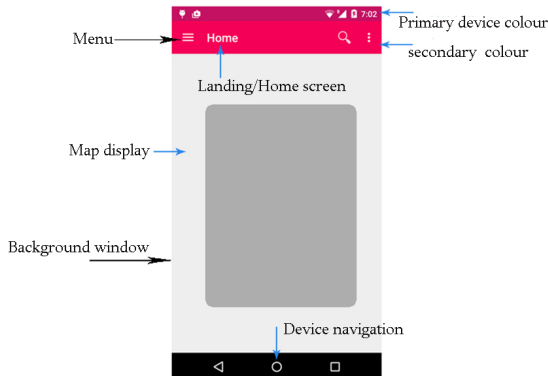 7:02
Primary device colour
Menu
Home
secondary colour
Landing/Home screen
Map display
Background window
Device navigation